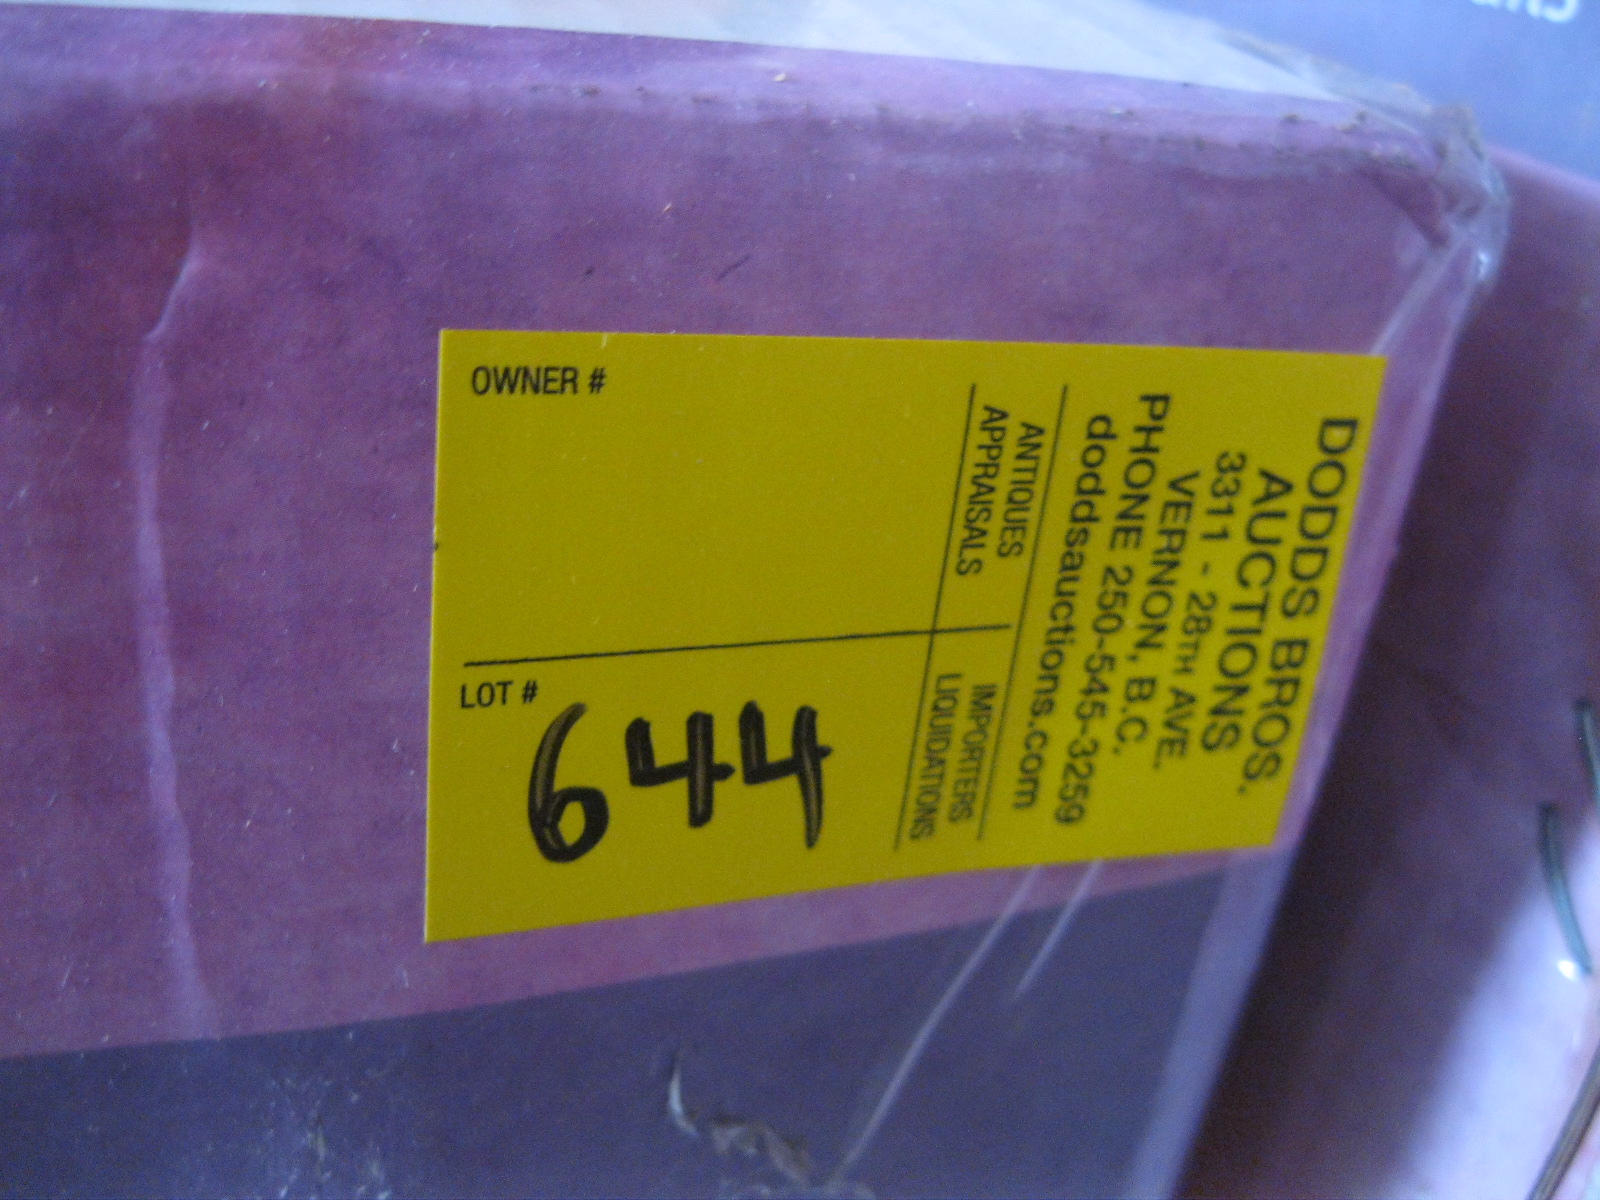 DODDS BROS.
AUCTIONS
3311 - 28TH AVE.
VERNON, B.C.
PHONE 250-545-3259
doddsauctions.com
ANTIQUES
APPRAISALS
IMPORTERS
LIQUIDATIONS
OWNER #
LOT #
644